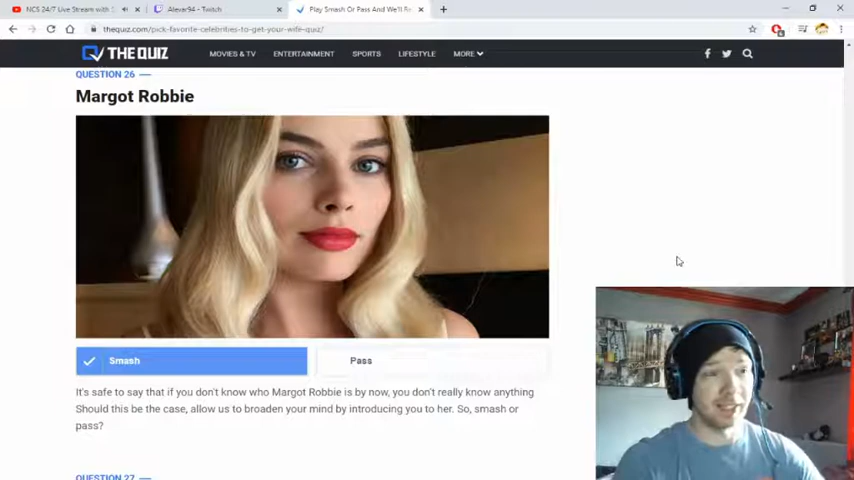 NCS 24/7 Live Stream with S
Alevar94 - Twitch
Play Smash Or Pass And We'll Re
thequiz.com/pick-favorite-celebrities-to-get-your-wife-quiz/
THE QUIZ
MOVIES & TV
ENTERTAINMENT
SPORTS
LIFESTYLE
MORE
QUESTION 26
Margot Robbie
Smash
Pass
It's safe to say that if you don't know who Margot Robbie is by now, you don't really know anything
Should this be the case, allow us to broaden your mind by introducing you to her. So, smash or
pass?
QUESTION 27